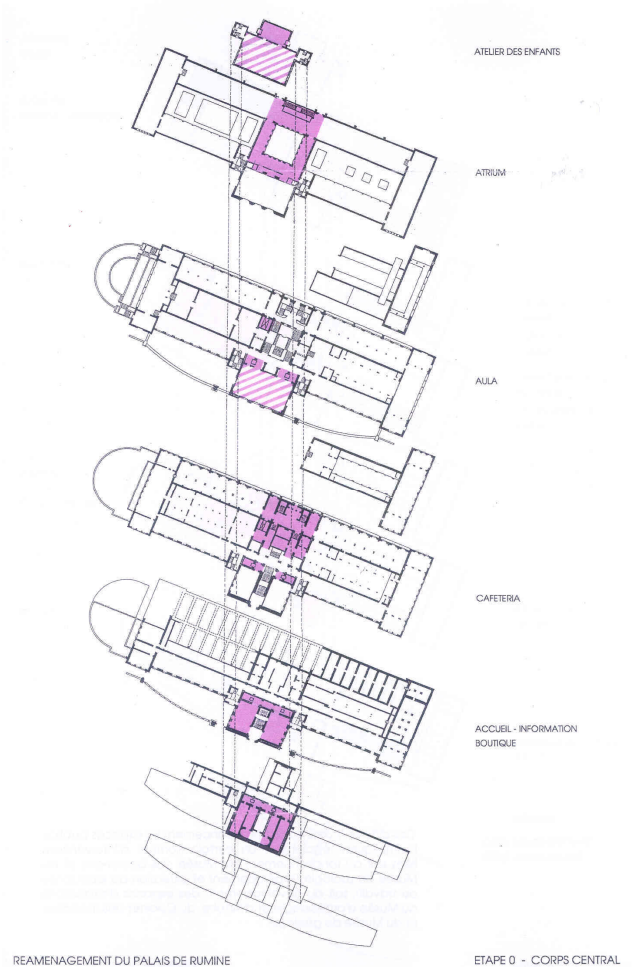 ATELIER DES ENFANTS
ATRIUM
AULA
CAFETERIA
ACCUEIL - INFORMATION
BOUTIQUE
REAMENAGEMENT DU PALAIS DE RUMINE
ETAPE 0 - CORPS CENTRAL